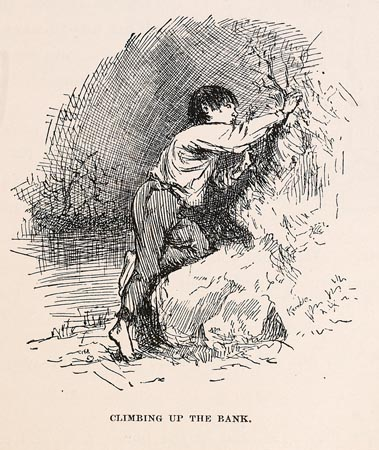 CLIMBING UP THE BANK.